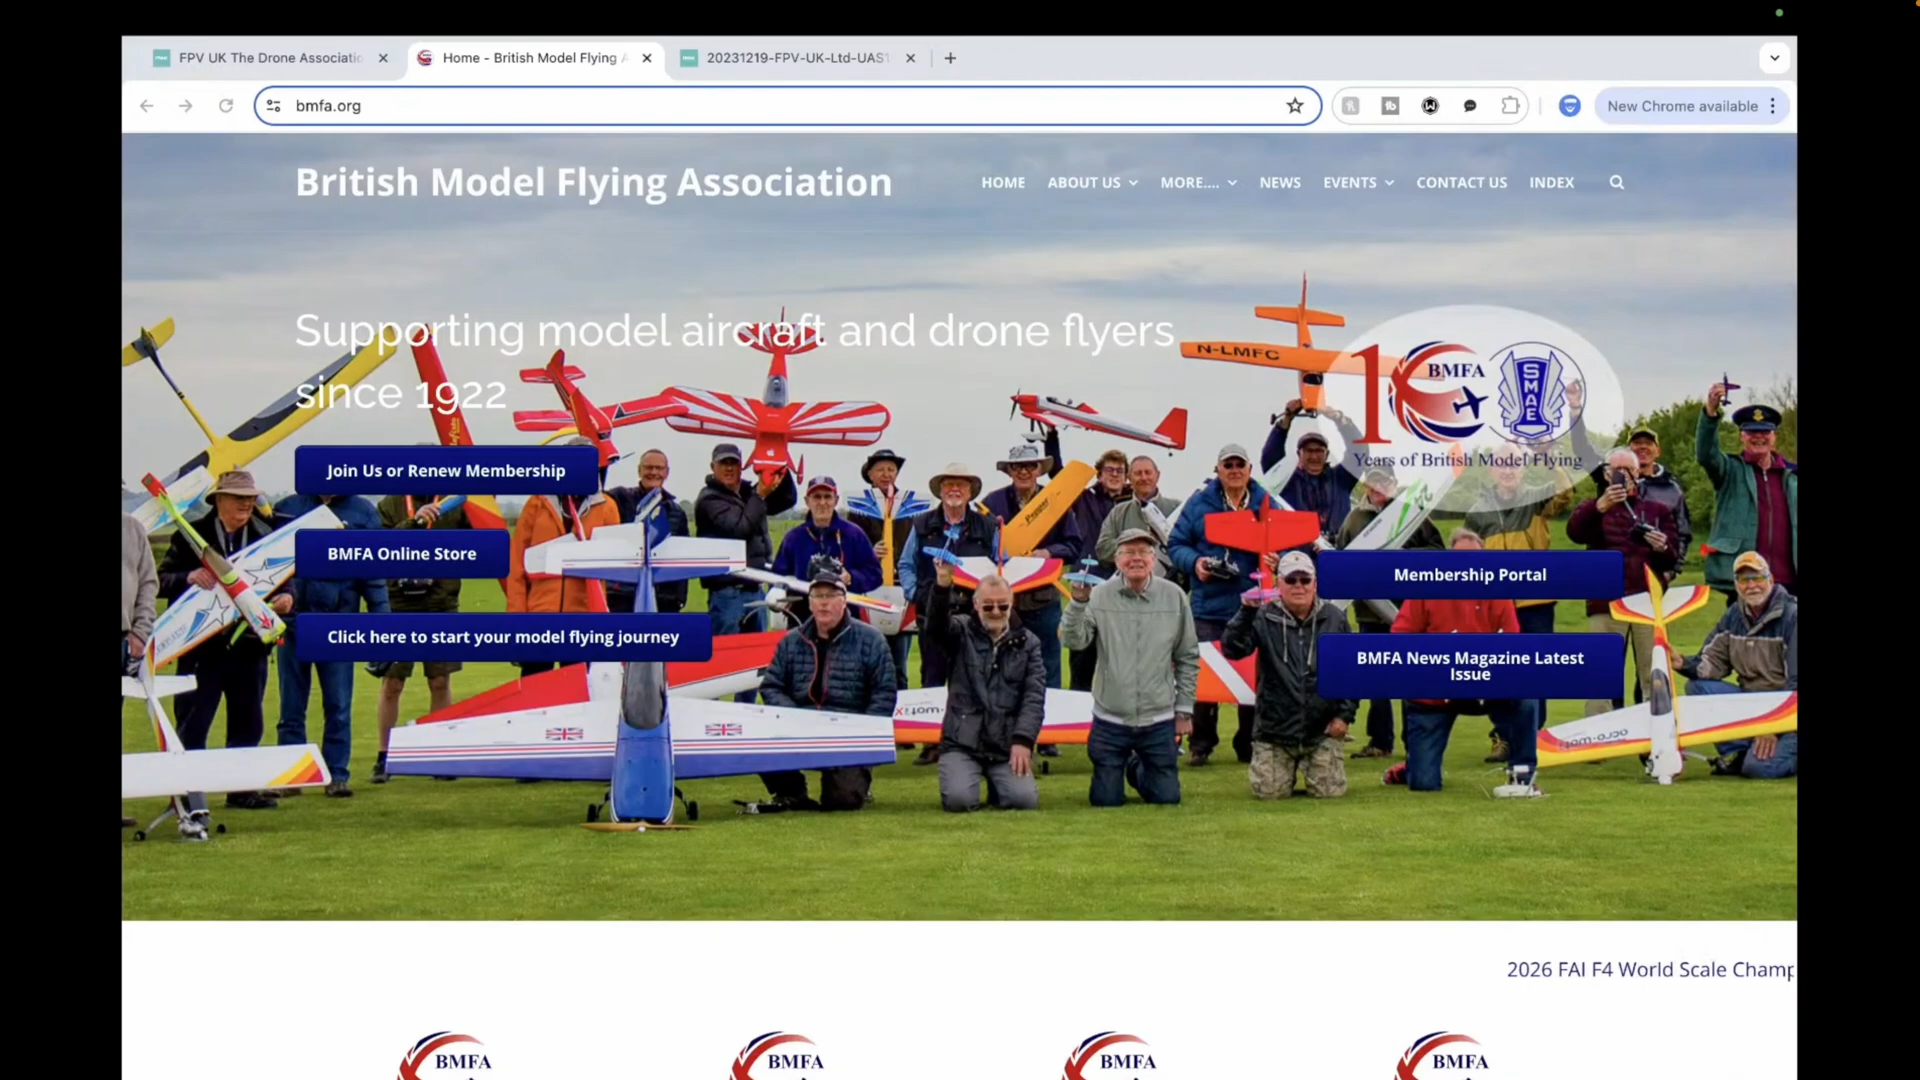 FPV UK The Drone Associatio
Home - British Model Flying A
20231219-FPV-UK-Ltd-UAS1
bmfa.org
New Chrome available
British Model Flying Association
HOME
ABOUT US
MORE....
NEWS
EVENTS
CONTACT US
INDEX
Supporting model aircraft and drone flyers
since 1922
N-LMFC
100
BMFA
SMAE
Years of British Model Flying
Join Us or Renew Membership
BMFA Online Store
Click here to start your model flying journey
Membership Portal
BMFA News Magazine Latest
Issue
2026 FAI F4 World Scale Champ
BMFA
BMFA
BMFA
BMFA